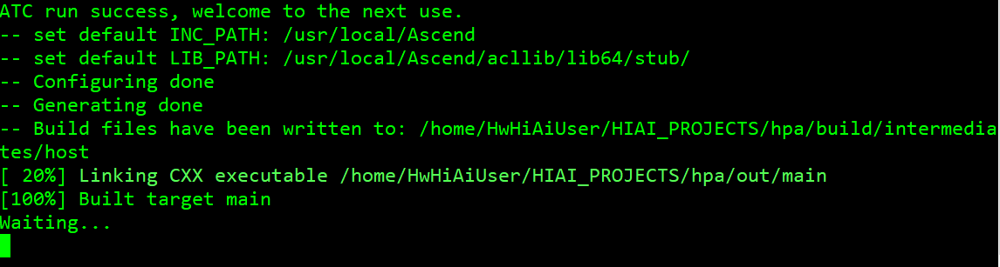 ATC run success, welcome to the next use.
-- set default INC_PATH: /usr/local/Ascend
-- set default LIB_PATH: /usr/local/Ascend/acllib/lib64/stub/
-- Configuring done
-- Generating done
-- Build files have been written to: /home/HwHiAiUser/HIAI_PROJECTS/hpa/build/intermedia
tes/host
[ 20%] Linking CXX executable /home/HwHiAiUser/HIAI_PROJECTS/hpa/out/main
[100%] Built target main
Waiting...